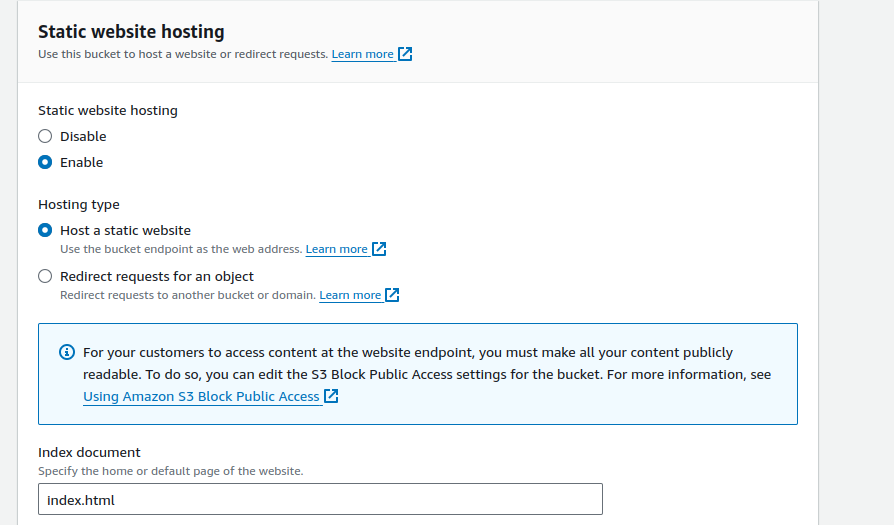 Static website hosting
Use this bucket to host a website or redirect requests. Learn more
Static website hosting
Disable
Enable
Hosting type
Host a static website
Use the bucket endpoint as the web address. Learn more
Redirect requests for an object
Redirect requests to another bucket or domain. Learn more
For your customers to access content at the website endpoint, you must make all your content publicly
readable. To do so, you can edit the S3 Block Public Access settings for the bucket. For more information, see
Using Amazon S3 Block Public Access
Index document
Specify the home or default page of the website.
index.html